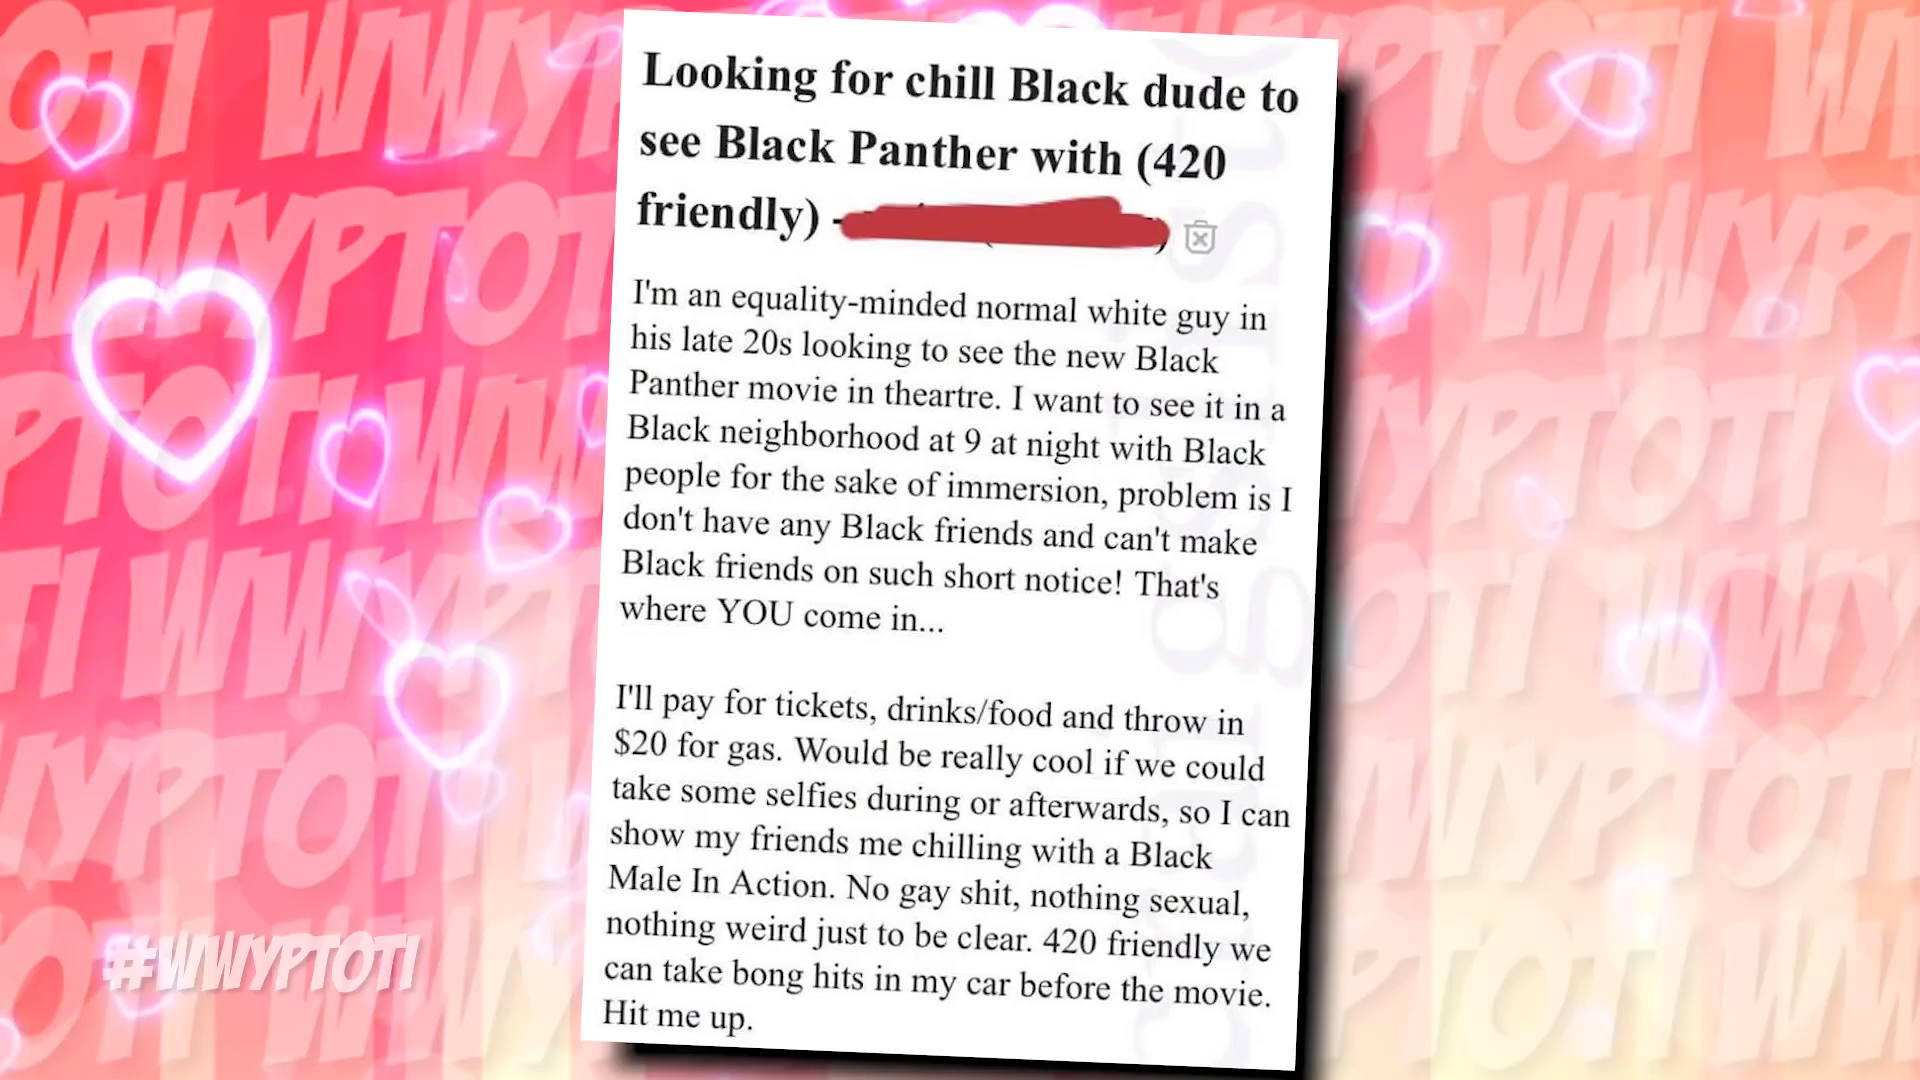 Looking for chill Black dude to
see Black Panther with (420
friendly) -
I'm an equality-minded normal white guy in
his late 20s looking to see the new Black
Panther movie in theartre. I want to see it in a
Black neighborhood at 9 at night with Black
people for the sake of immersion, problem is I
don't have any Black friends and can't make
Black friends on such short notice! That's
where YOU come in...
I'll pay for tickets, drinks/food and throw in
$20 for gas. Would be really cool if we could
take some selfies during or afterwards, so I can
show my friends me chilling with a Black
Male In Action. No gay shit, nothing sexual,
nothing weird just to be clear. 420 friendly we
can take bong hits in my car before the movie.
Hit me up.
#WWYPTOTI